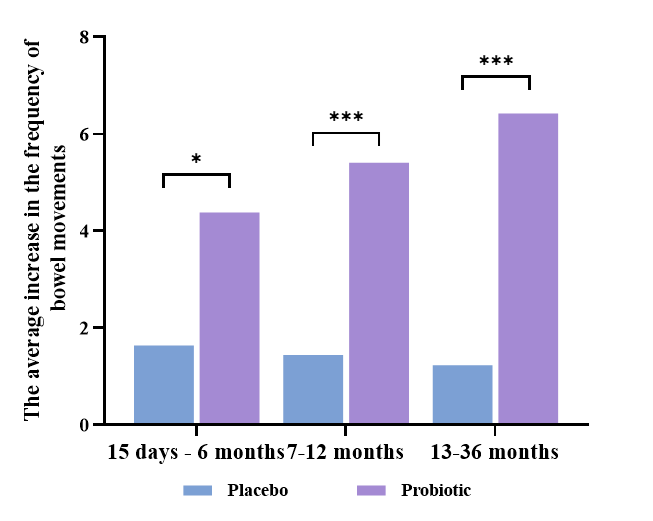 The average increase in the frequency of
bowel movements
8
6
4
2
0
*
***
***
15 days - 6 months
7-12 months
13-36 months
Placebo
Probiotic